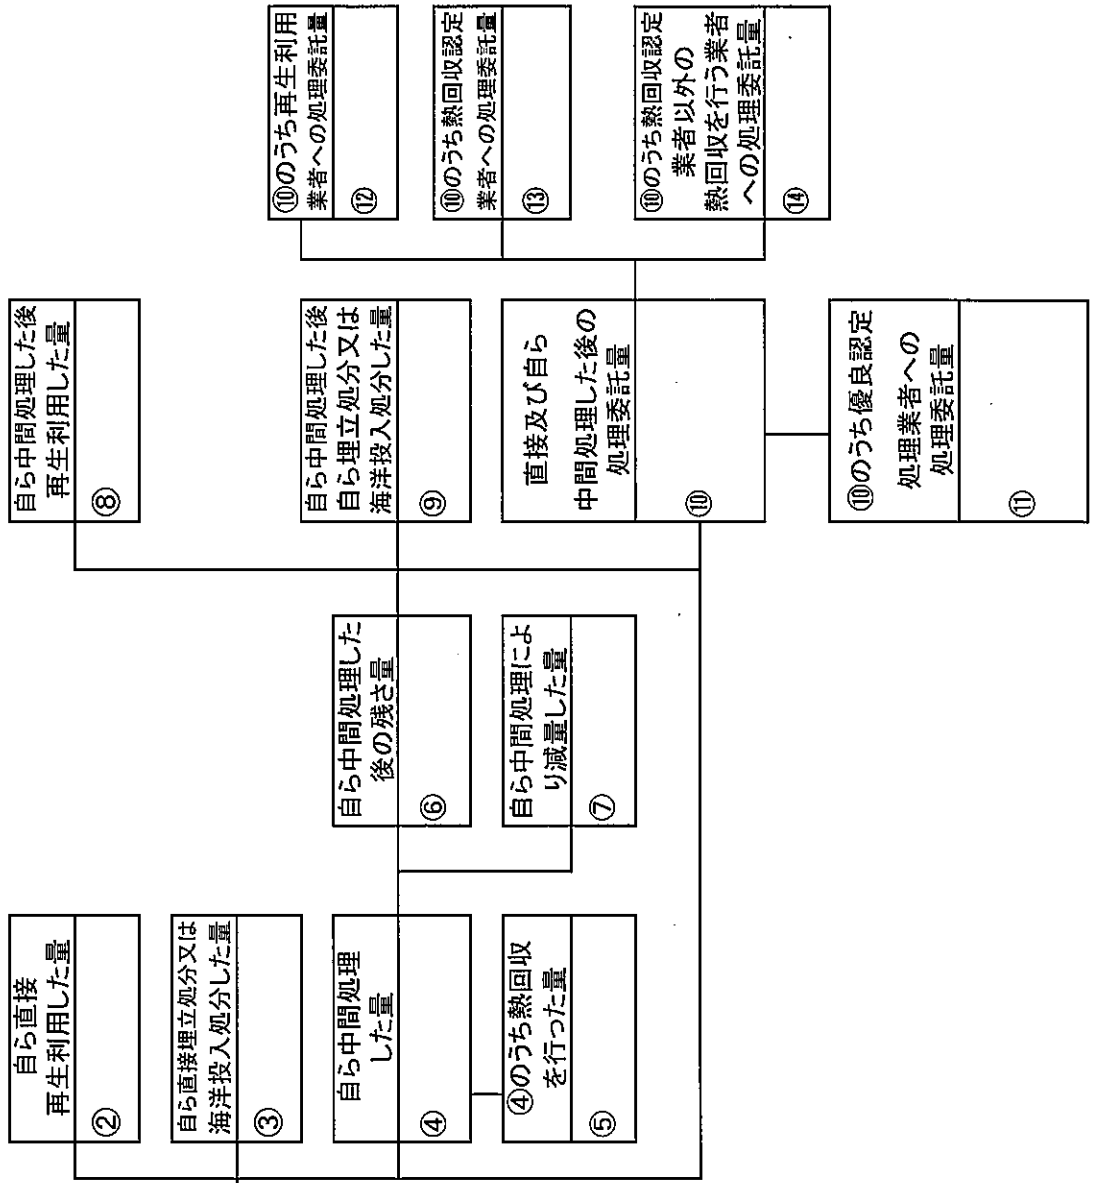 自ら直接
再生利用した量
②
自ら直接埋立処分又は
海洋投入処分した量
③
自ら中間処理
した量
④
④のうち熱回収
を行った量
⑤
自ら中間処理した
後の残さ量
⑥
自ら中間処理によ
り減量した量
⑦
自ら中間処理した後
再生利用した量
⑧
自ら中間処理した後
自ら埋立処分又は
海洋投入処分した量
⑨
直接及び自ら
中間処理した後の
処理委託量
⑩
⑩のうち優良認定
処理業者への
処理委託量
⑪
⑩のうち再生利用
業者への処理委託量
⑫
⑩のうち熱回収認定
業者への処理委託量
⑬
⑩のうち熱回収認定
業者以外の
熱回収を行う業者
への処理委託量
⑭